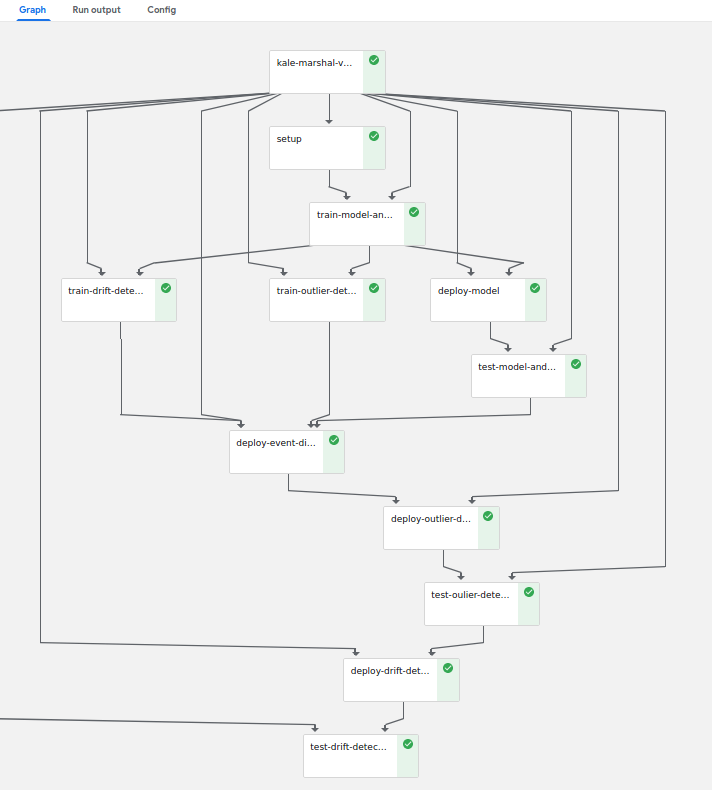 Graph Run output Config
kale-marshal-v...
setup
train-model-an...
train-drift-dete...
train-outlier-det...
deploy-model
test-model-and...
deploy-event-di...
deploy-outlier-d...
test-oulier-dete...
deploy-drift-det...
test-drift-detec...